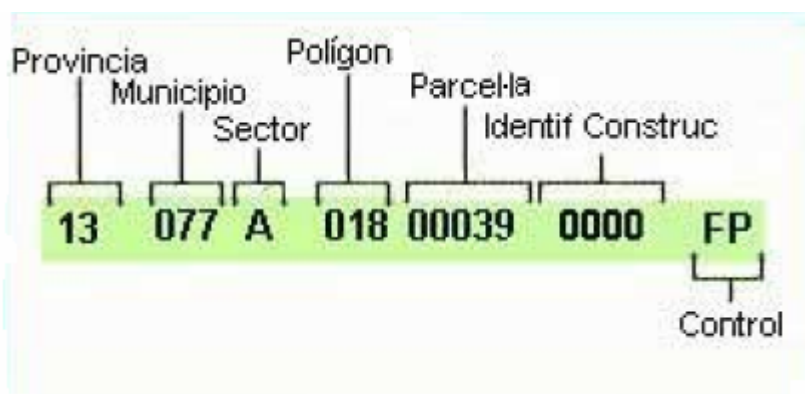 Provincia
Polígon
Municipio
Parcel·la
Sector
Identif Construc
13 077 A 018 00039 0000 FP
Control